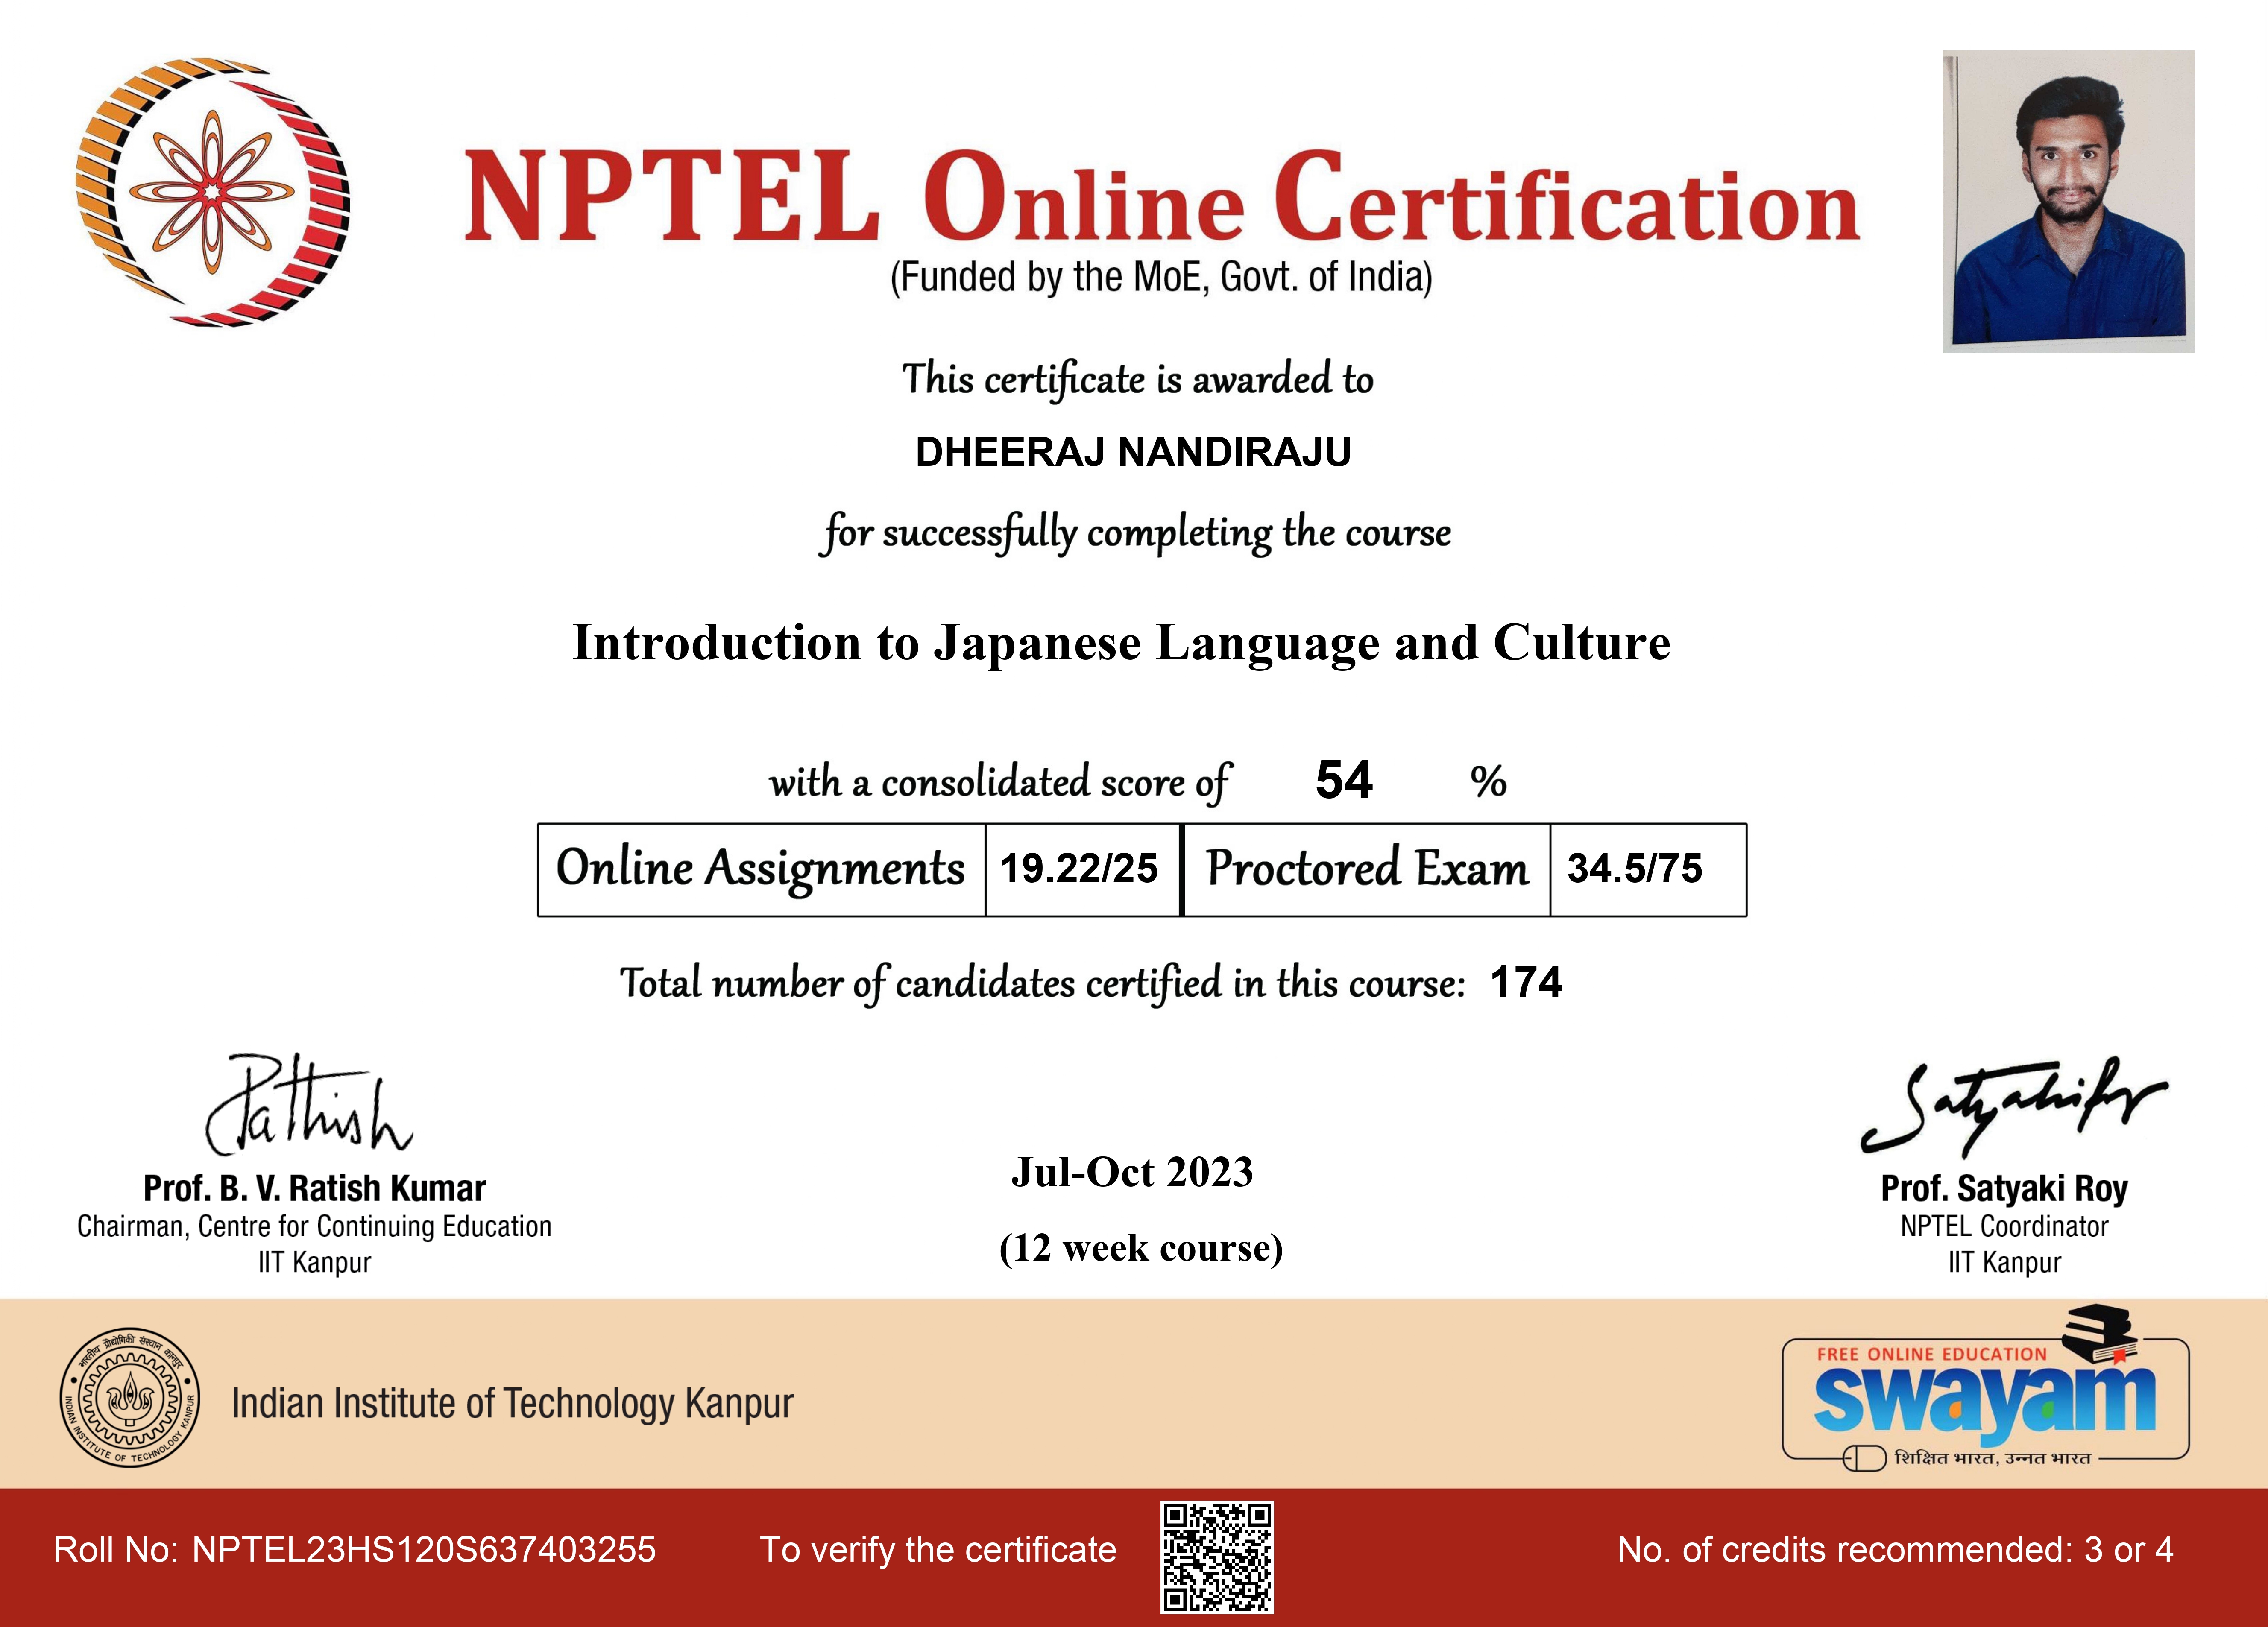 NPTEL Online Certification
(Funded by the MoE, Govt. of India)
This certificate is awarded to
DHEERAJ NANDIRAJU
for successfully completing the course
Introduction to Japanese Language and Culture
with a consolidated score of 54 %
Online Assignments 19.22/25 Proctored Exam 34.5/75
Total number of candidates certified in this course: 174
Prof. B. V. Ratish Kumar
Chairman, Centre for Continuing Education
IIT Kanpur
Jul-Oct 2023
(12 week course)
Prof. Satyaki Roy
NPTEL Coordinator
IIT Kanpur
भारतीय प्रौद्योगिकी संस्थान कानपुर
INDIAN INSTITUTE OF TECHNOLOGY KANPUR
Indian Institute of Technology Kanpur
FREE ONLINE EDUCATION
swayam
शिक्षित भारत, उन्नत भारत
Roll No: NPTEL23HS120S637403255
To verify the certificate
No. of credits recommended: 3 or 4